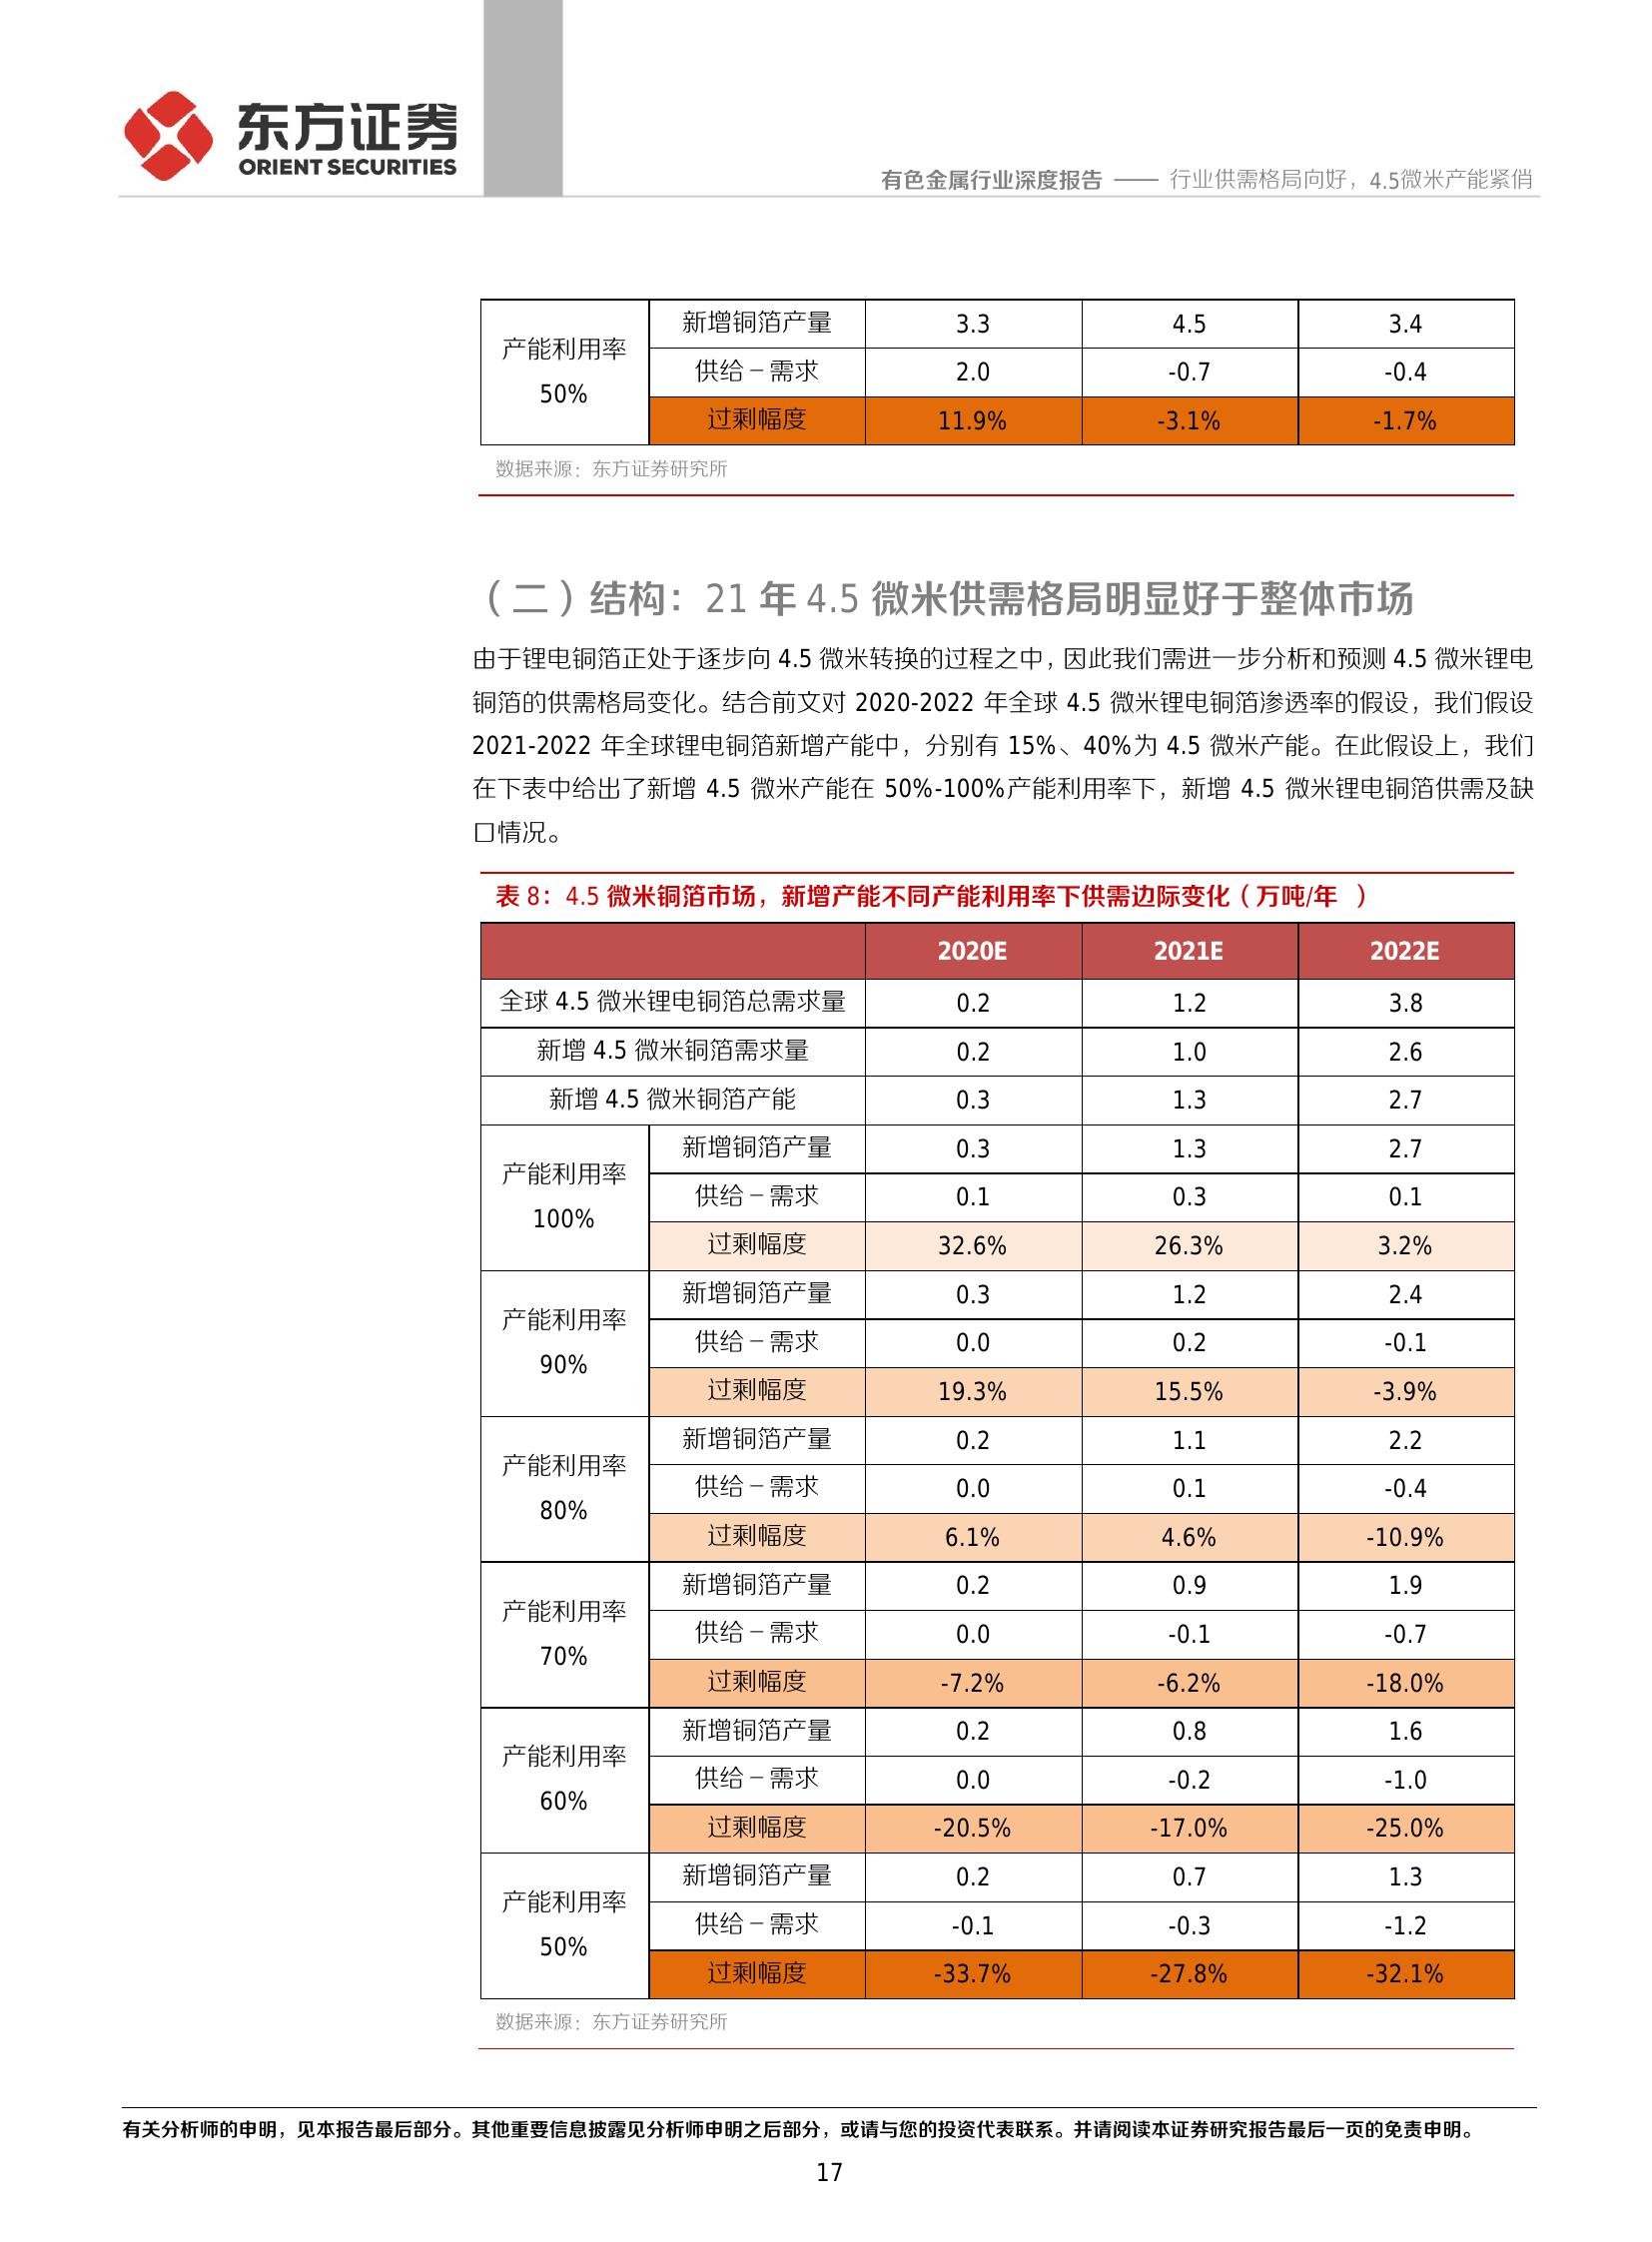 东方证券
ORIENT SECURITIES
有色金属行业深度报告 —— 行业供需格局向好，4.5微米产能紧俏
产能利用率 50%
新增铜箔产量 3.3 4.5 3.4
供给－需求 2.0 -0.7 -0.4
过剩幅度 11.9% -3.1% -1.7%
数据来源：东方证券研究所
（二）结构：21 年 4.5 微米供需格局明显好于整体市场
由于锂电铜箔正处于逐步向 4.5 微米转换的过程之中，因此我们需进一步分析和预测 4.5 微米锂电
铜箔的供需格局变化。结合前文对 2020-2022 年全球 4.5 微米锂电铜箔渗透率的假设，我们假设
2021-2022 年全球锂电铜箔新增产能中，分别有 15%、40%为 4.5 微米产能。在此假设上，我们
在下表中给出了新增 4.5 微米产能在 50%-100%产能利用率下，新增 4.5 微米锂电铜箔供需及缺
口情况。
表 8：4.5 微米铜箔市场，新增产能不同产能利用率下供需边际变化（万吨/年 ）
2020E 2021E 2022E
全球 4.5 微米锂电铜箔总需求量 0.2 1.2 3.8
新增 4.5 微米铜箔需求量 0.2 1.0 2.6
新增 4.5 微米铜箔产能 0.3 1.3 2.7
产能利用率 100%
新增铜箔产量 0.3 1.3 2.7
供给－需求 0.1 0.3 0.1
过剩幅度 32.6% 26.3% 3.2%
产能利用率 90%
新增铜箔产量 0.3 1.2 2.4
供给－需求 0.0 0.2 -0.1
过剩幅度 19.3% 15.5% -3.9%
产能利用率 80%
新增铜箔产量 0.2 1.1 2.2
供给－需求 0.0 0.1 -0.4
过剩幅度 6.1% 4.6% -10.9%
产能利用率 70%
新增铜箔产量 0.2 0.9 1.9
供给－需求 0.0 -0.1 -0.7
过剩幅度 -7.2% -6.2% -18.0%
产能利用率 60%
新增铜箔产量 0.2 0.8 1.6
供给－需求 0.0 -0.2 -1.0
过剩幅度 -20.5% -17.0% -25.0%
产能利用率 50%
新增铜箔产量 0.2 0.7 1.3
供给－需求 -0.1 -0.3 -1.2
过剩幅度 -33.7% -27.8% -32.1%
数据来源：东方证券研究所
有关分析师的申明，见本报告最后部分。其他重要信息披露见分析师申明之后部分，或请与您的投资代表联系。并请阅读本证券研究报告最后一页的免责申明。
17